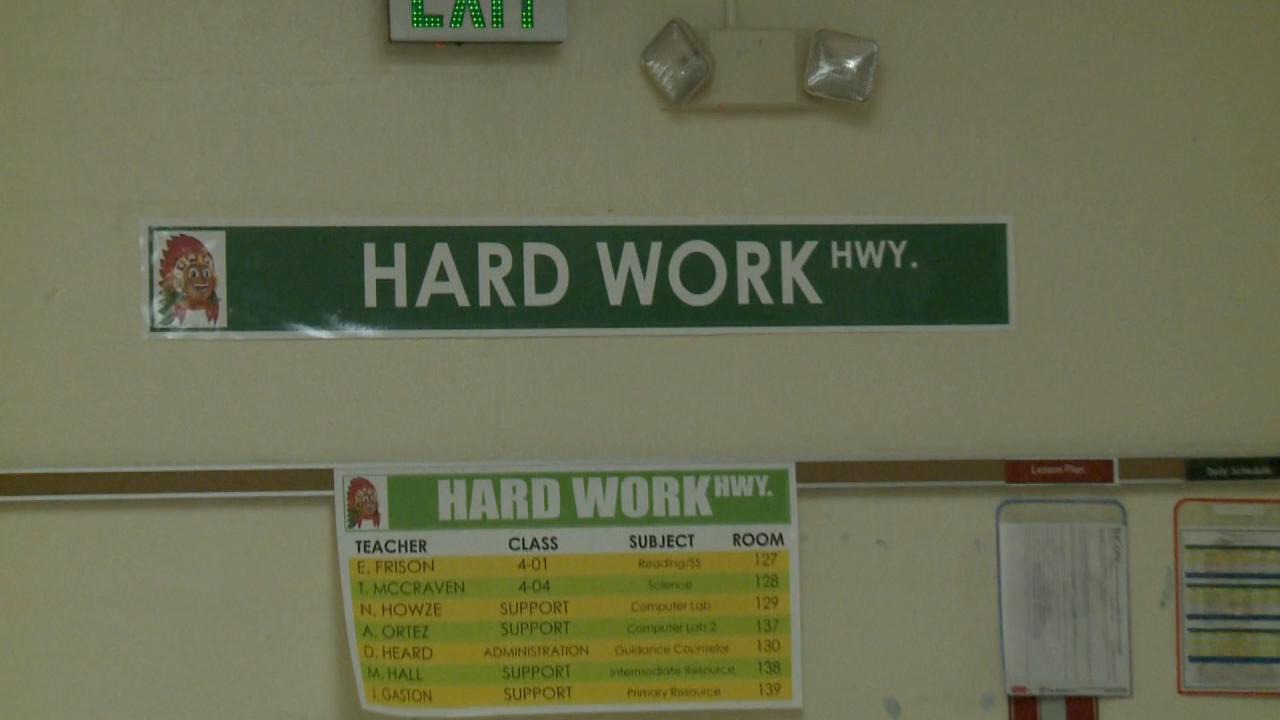 EXIT
HARD WORK HWY.
HARD WORK HWY.
TEACHER CLASS SUBJECT ROOM
E. FRISON 4-01 Reading/SS 127
T. MCCRAVEN 4-04 Science 128
N. HOWZE SUPPORT Computer Lab 129
A. ORTEZ SUPPORT Computer Lab 2 137
D. HEARD ADMINISTRATION Guidance Counselor 130
M. HALL SUPPORT Intermediate Resource 138
J. GASTON SUPPORT Primary Resource 139
Lesson Plan
Daily Schedule